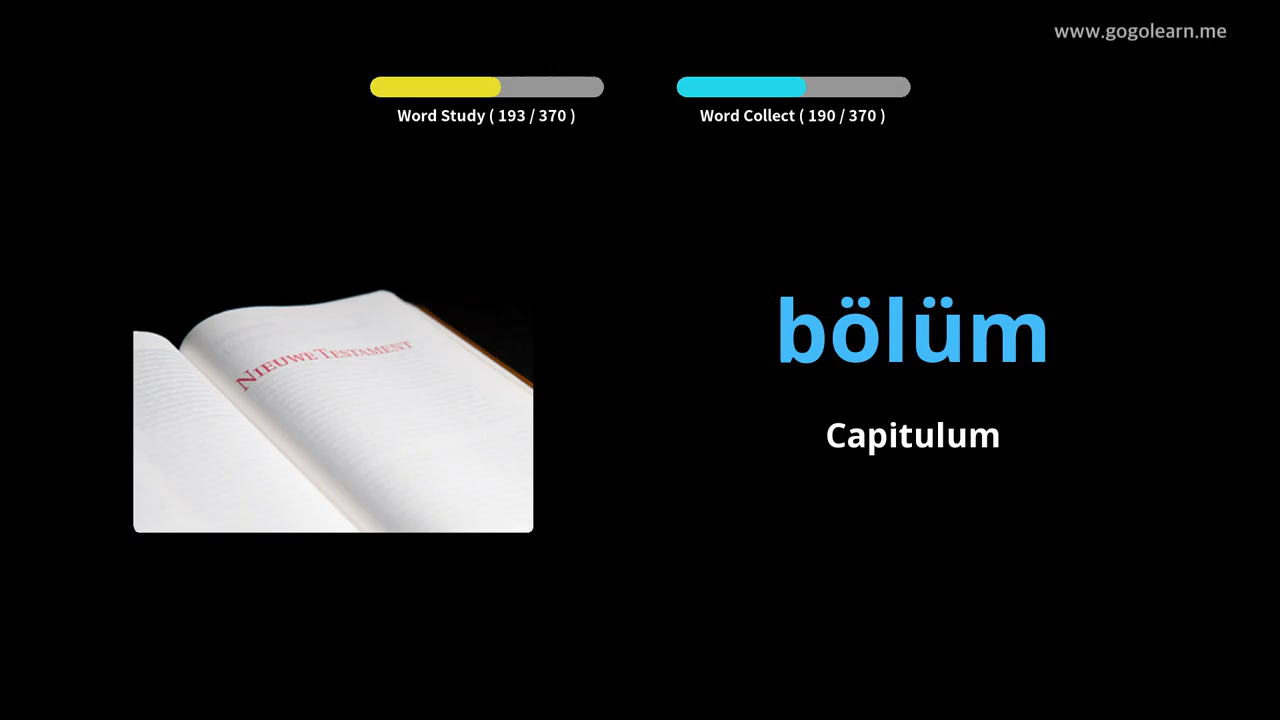 www.gogolearn.me
Word Study ( 193 / 370 )
Word Collect ( 190 / 370 )
NIEUWE TESTAMENT
bölüm
Capitulum